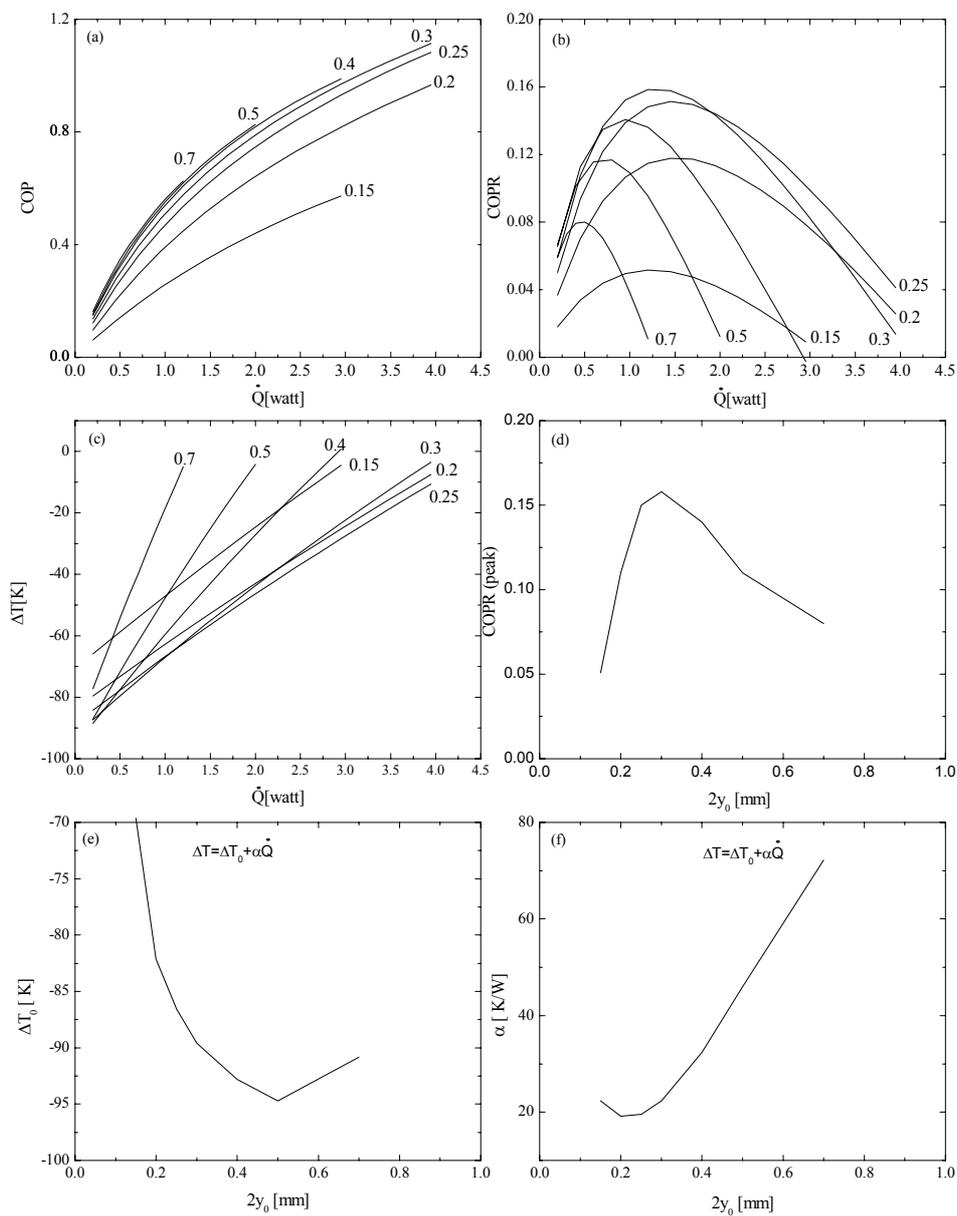 (a)
0.3
0.25
0.4
0.2
0.5
0.7
0.15
1.2
0.8
0.4
0.0
COP
0.0 0.5 1.0 1.5 2.0 2.5 3.0 3.5 4.0 4.5
Q̇[watt]
(b)
0.20
0.16
0.12
0.08
0.04
0.00
COPR
0.25
0.2
0.3
0.15
0.5
0.7
0.0 0.5 1.0 1.5 2.0 2.5 3.0 3.5 4.0 4.5
Q̇[watt]
(c)
0
-20
-40
-60
-80
-100
ΔT[K]
0.7
0.5
0.4
0.15
0.3
0.2
0.25
0.0 0.5 1.0 1.5 2.0 2.5 3.0 3.5 4.0 4.5
Q̇[watt]
(d)
0.20
0.15
0.10
0.05
0.00
COPR (peak)
0.0 0.2 0.4 0.6 0.8 1.0
2y₀ [mm]
(e)
ΔT=ΔT₀+αQ̇
-70
-75
-80
-85
-90
-95
-100
ΔT₀ [ K]
0.0 0.2 0.4 0.6 0.8 1.0
2y₀ [mm]
(f)
ΔT=ΔT₀+αQ̇
80
60
40
20
α [ K/W]
0.0 0.2 0.4 0.6 0.8 1.0
2y₀ [mm]